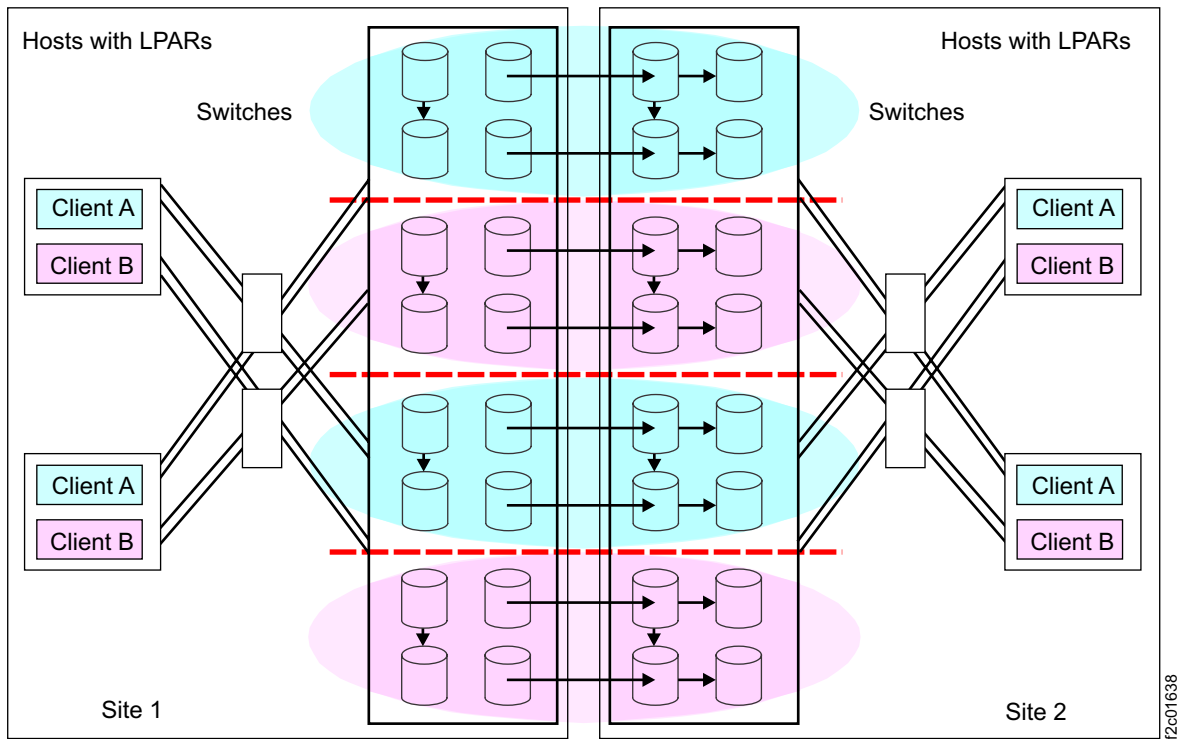 Hosts with LPARs
Hosts with LPARs
Switches
Switches
Client A
Client B
Client A
Client B
Client A
Client B
Client A
Client B
Site 1
Site 2
f2c01638